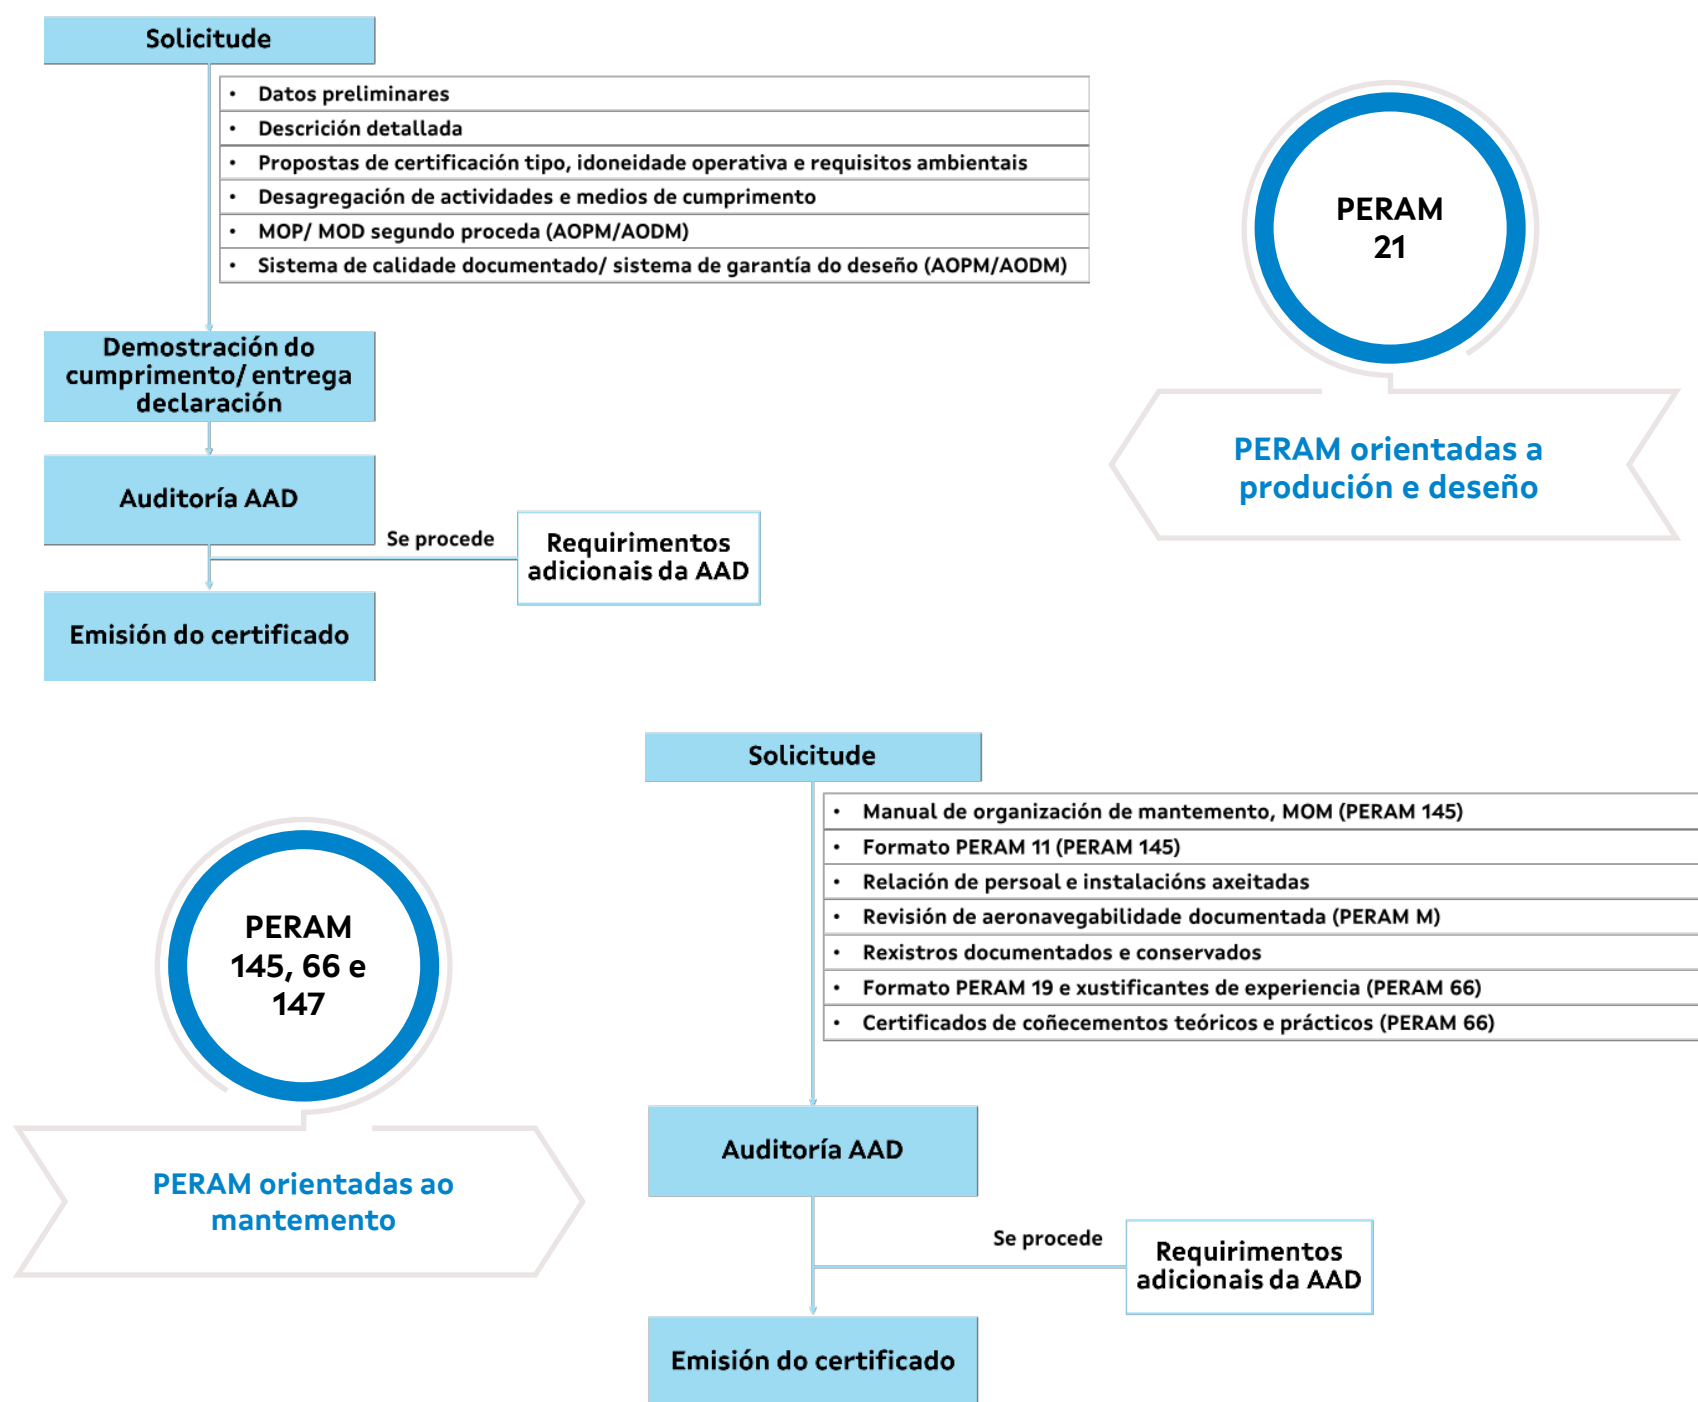 Solicitude
• Datos preliminares
• Descrición detallada
• Propostas de certificación tipo, idoneidade operativa e requisitos ambientais
• Desagregación de actividades e medios de cumprimento
• MOP/ MOD segundo proceda (AOPM/AODM)
• Sistema de calidade documentado/ sistema de garantía do deseño (AOPM/AODM)
Demostración do
cumprimento/ entrega
declaración
Auditoría AAD
Se procede
Requirimentos
adicionais da AAD
Emisión do certificado
PERAM
21
PERAM orientadas a
produción e deseño
PERAM
145, 66 e
147
PERAM orientadas ao
mantemento
Solicitude
• Manual de organización de mantemento, MOM (PERAM 145)
• Formato PERAM 11 (PERAM 145)
• Relación de persoal e instalacións axeitadas
• Revisión de aeronavegabilidade documentada (PERAM M)
• Rexistros documentados e conservados
• Formato PERAM 19 e xustificantes de experiencia (PERAM 66)
• Certificados de coñecementos teóricos e prácticos (PERAM 66)
Auditoría AAD
Se procede
Requirimentos
adicionais da AAD
Emisión do certificado